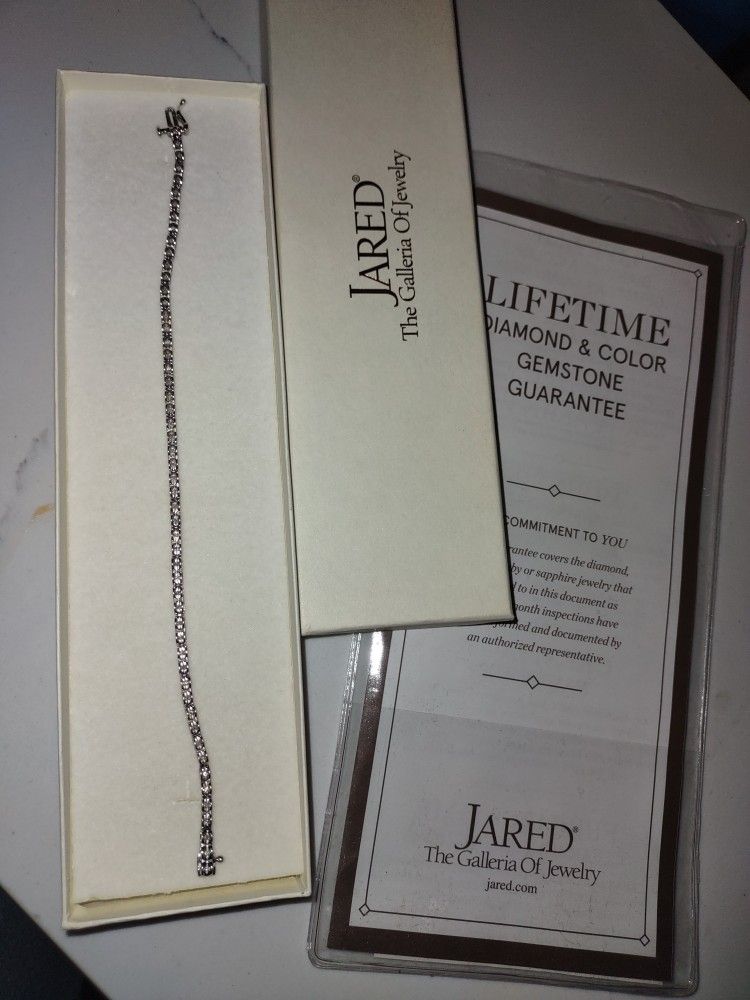 JARED®
The Galleria Of Jewelry
LIFETIME
DIAMOND & COLOR
GEMSTONE
GUARANTEE
COMMITMENT TO YOU
covers the diamond,
or sapphire jewelry that
to in this document as
inspections have
and documented by
an authorized representative.
JARED®
The Galleria Of Jewelry
jared.com